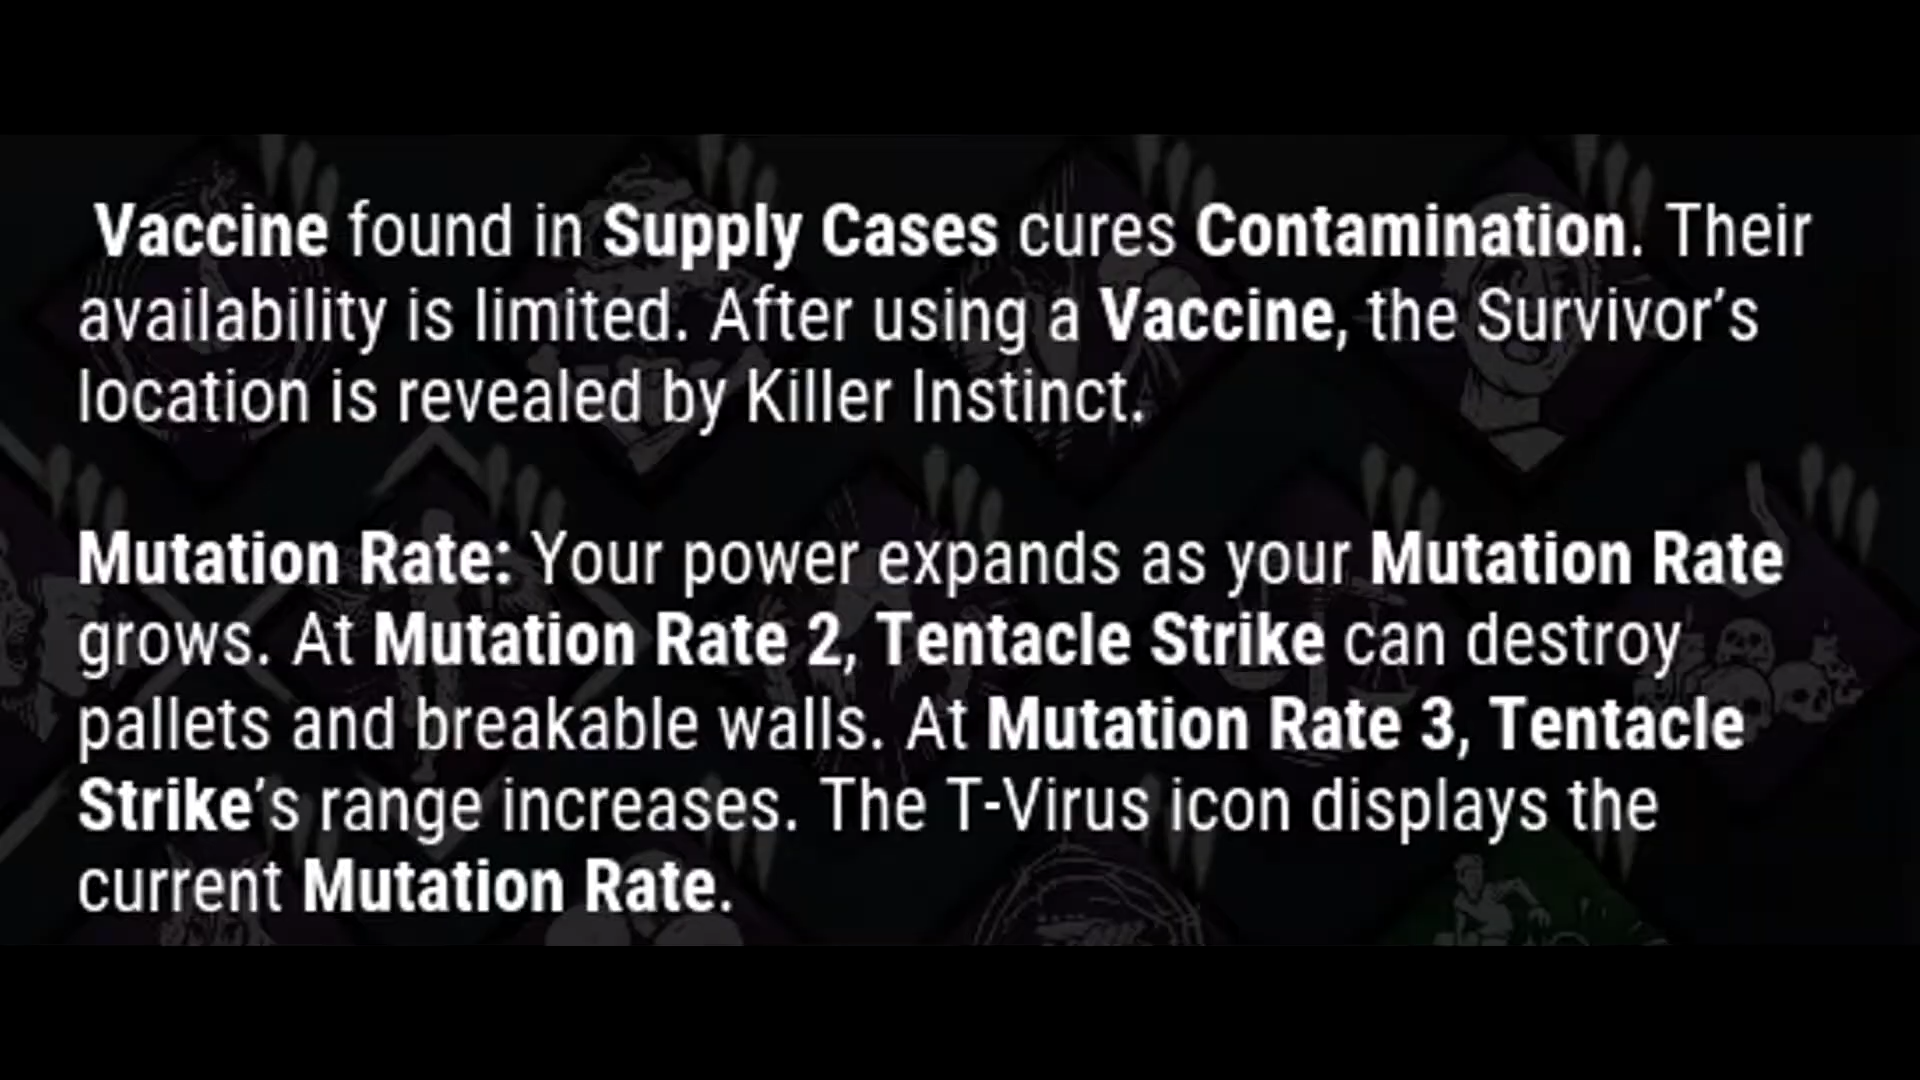 Vaccine found in Supply Cases cures Contamination. Their
availability is limited. After using a Vaccine, the Survivor’s
location is revealed by Killer Instinct.
Mutation Rate: Your power expands as your Mutation Rate
grows. At Mutation Rate 2, Tentacle Strike can destroy
pallets and breakable walls. At Mutation Rate 3, Tentacle
Strike’s range increases. The T-Virus icon displays the
current Mutation Rate.